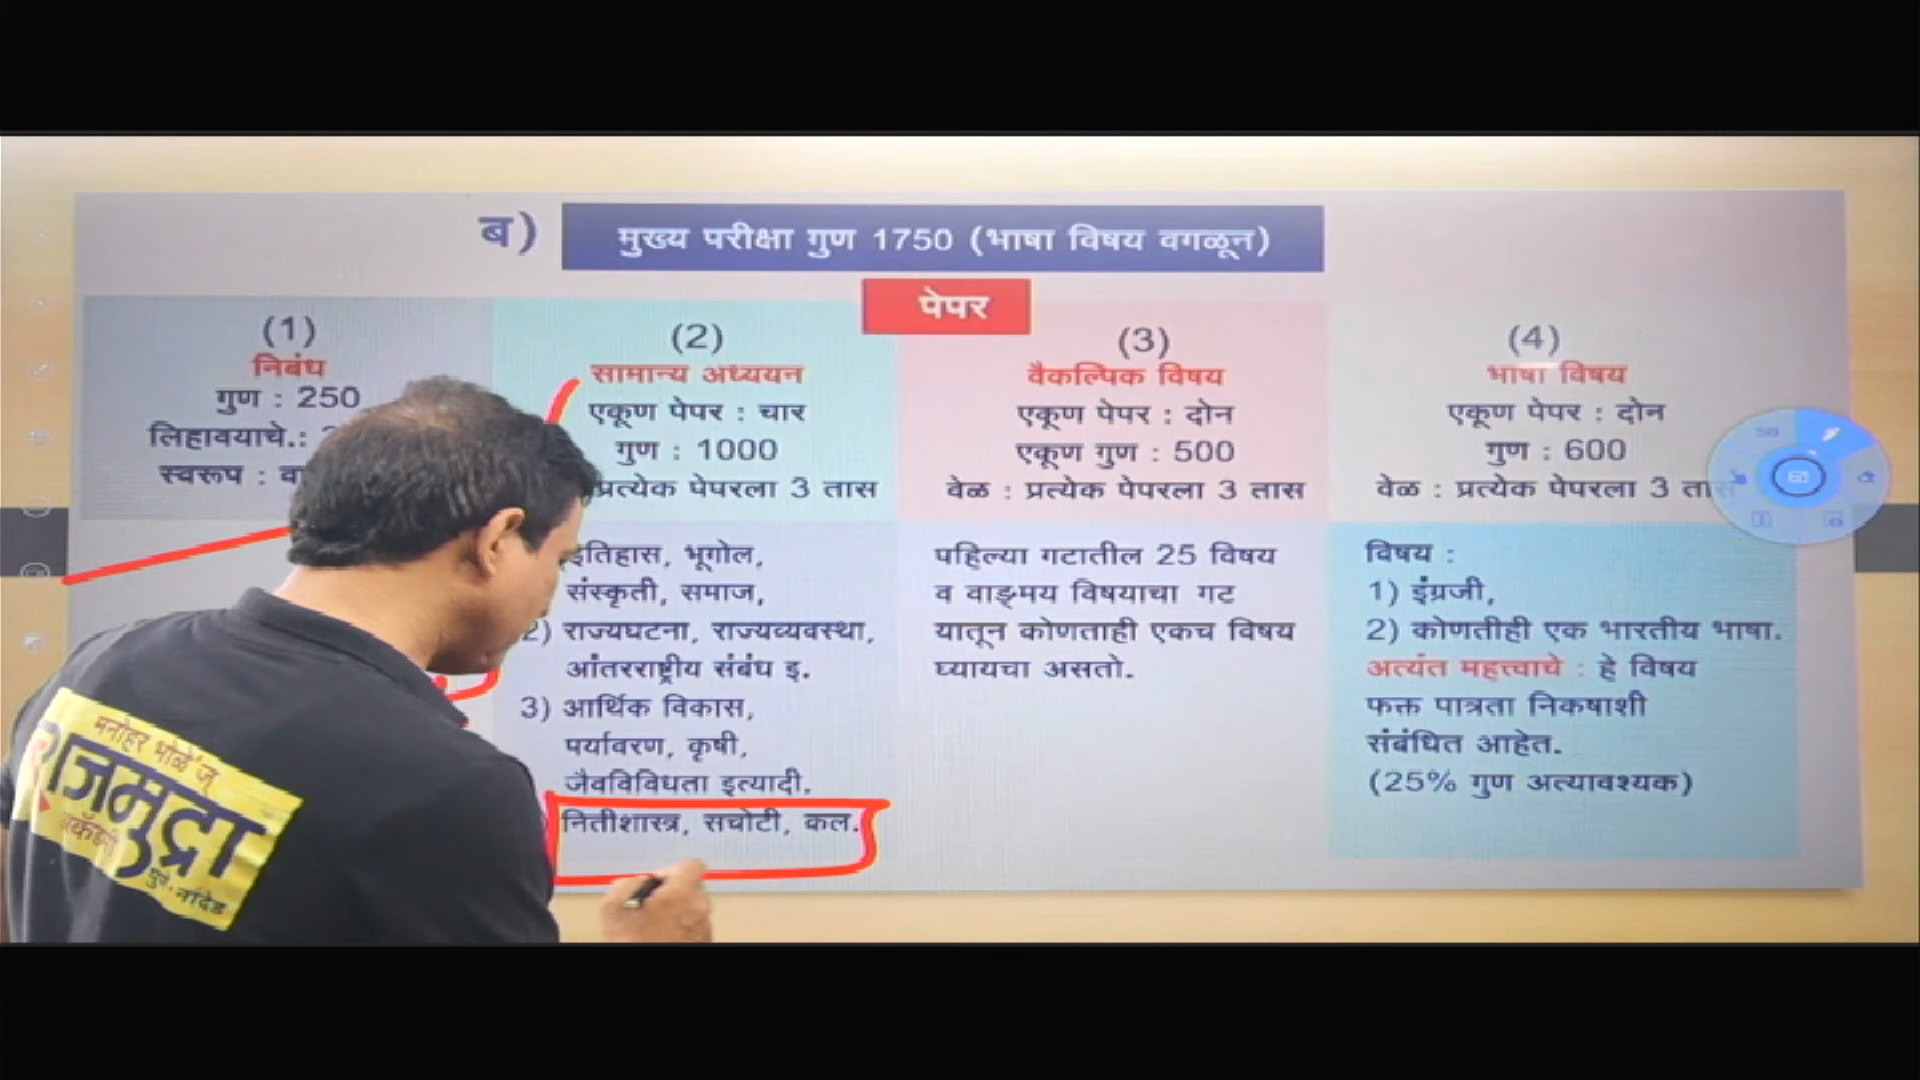 ब) मुख्य परीक्षा गुण 1750 (भाषा विषय वगळून)
पेपर
(1)
निबंध
गुण : 250
लिहावयाचे.:
स्वरूप :
(2)
सामान्य अध्ययन
एकूण पेपर : चार
गुण : 1000
प्रत्येक पेपरला 3 तास
इतिहास, भूगोल,
संस्कृती, समाज,
2) राज्यघटना, राज्यव्यवस्था,
आंतरराष्ट्रीय संबंध इ.
3) आर्थिक विकास,
पर्यावरण, कृषी,
जैवविविधता इत्यादी.
नितीशास्त्र, सचोटी, कल.
(3)
वैकल्पिक विषय
एकूण पेपर : दोन
एकूण गुण : 500
वेळ : प्रत्येक पेपरला 3 तास
पहिल्या गटातील 25 विषय
व वाङ्मय विषयाचा गट
यातून कोणताही एकच विषय
घ्यायचा असतो.
(4)
भाषा विषय
एकूण पेपर : दोन
गुण : 600
वेळ : प्रत्येक पेपरला 3 तास
विषय :
1) इंग्रजी,
2) कोणतीही एक भारतीय भाषा.
अत्यंत महत्त्वाचे : हे विषय
फक्त पात्रता निकषाशी
संबंधित आहेत.
(25% गुण अत्यावश्यक)
मनोहर भोळे'ज्
राजमुद्रा
अकॅडमी
पुणे. नांदेड